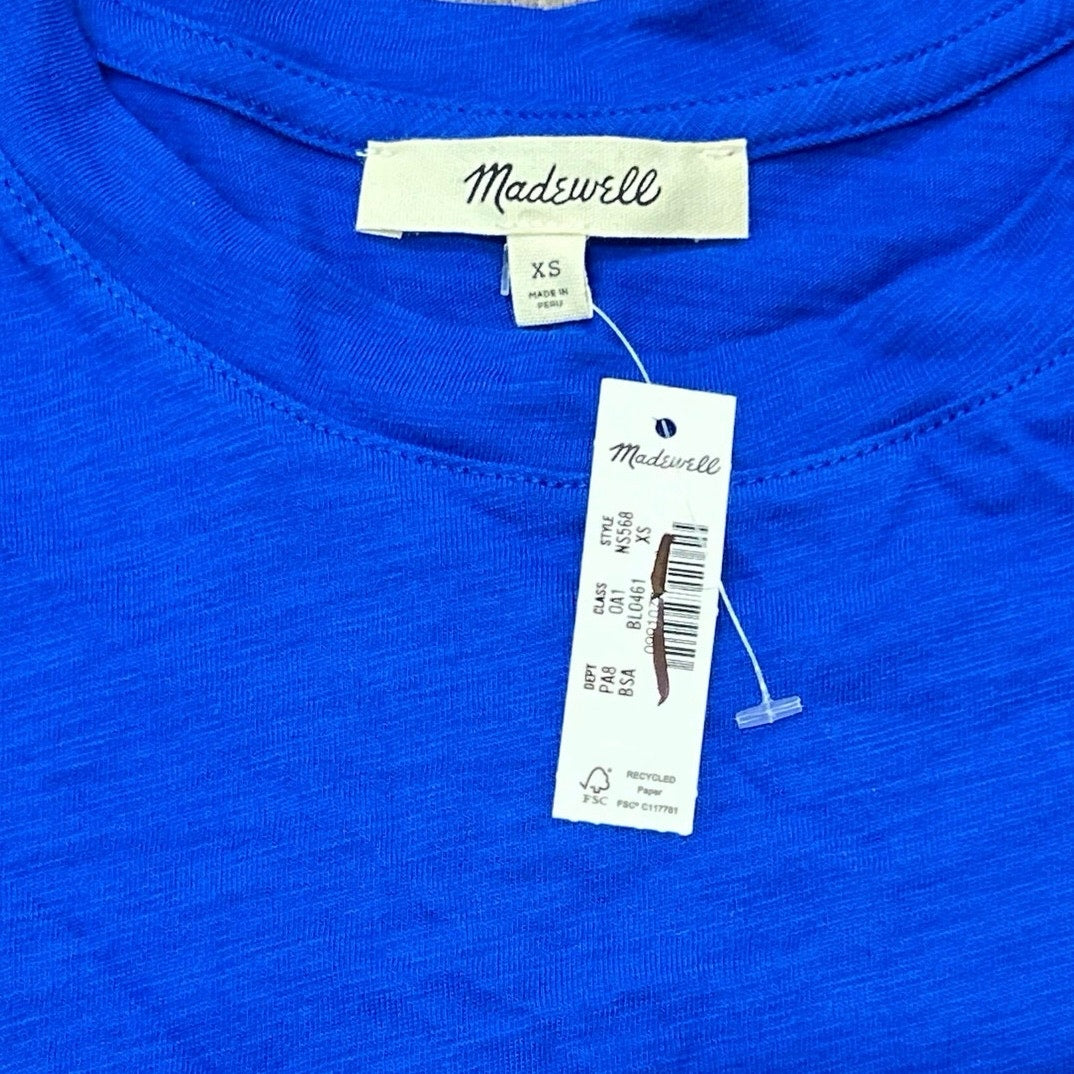 Madewell
XS
MADE IN
PERU
Madewell
STYLE
NS568
XS
CLASS
OA1
BL0461
DEPT
PA8
BSA
FSC
RECYCLED
Paper
FSC® C117781